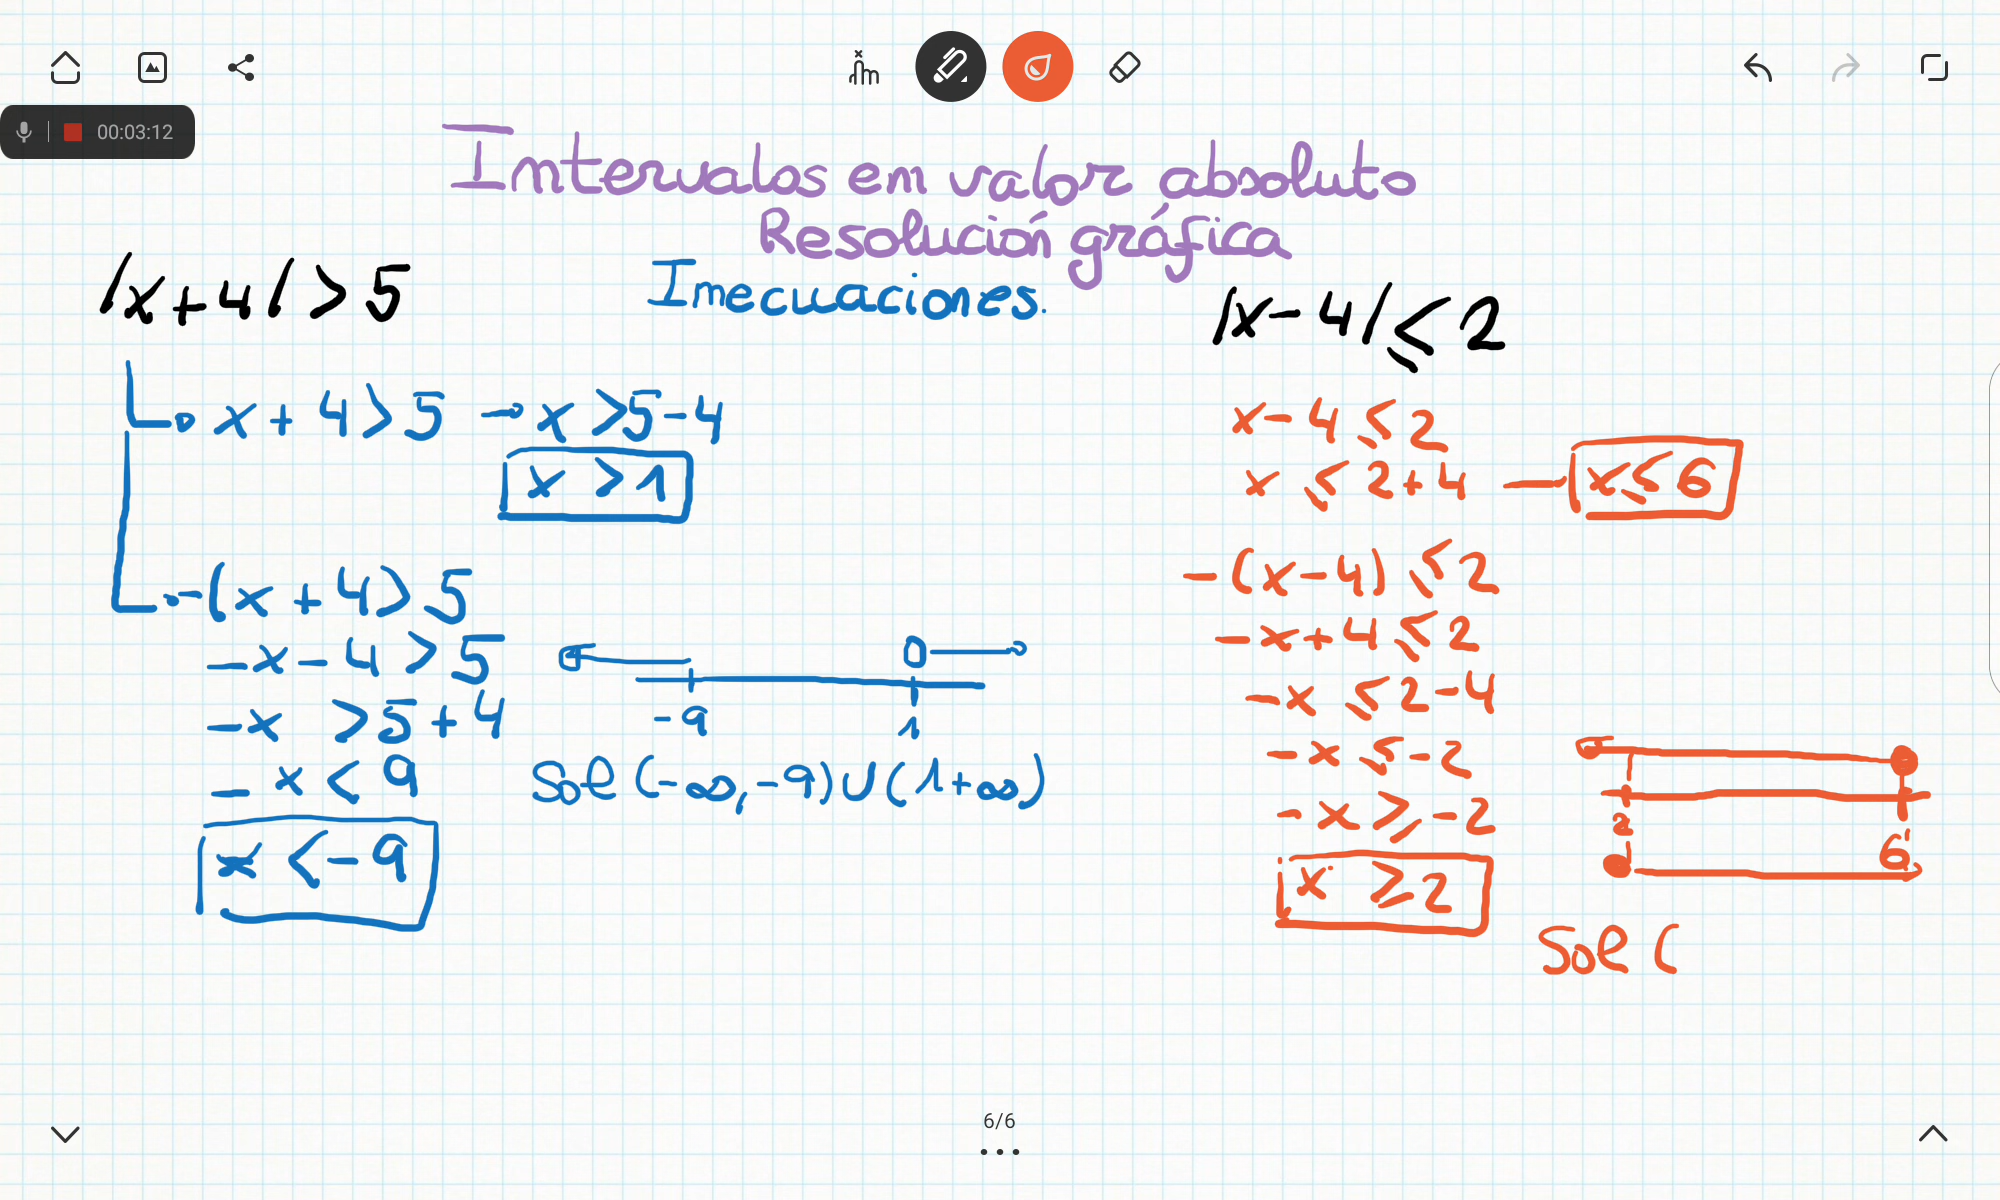 00:03:12
Intervalos em valor absoluto
Resolución gráfica
Imecuaciones.
|x+4|>5
x+4>5 → x>5-4
x>1
-(x+4)>5
-x-4>5
-x >5+4
-x<9
x<-9
-9 1
Sol (-∞,-9)∪(1+∞)
|x-4|≤2
x-4≤2
x ≤2+4 — x≤6
-(x-4)≤2
-x+4≤2
-x ≤2-4
-x ≤-2
-x≥,-2
x ≥2
2 6
Sol (
6/6